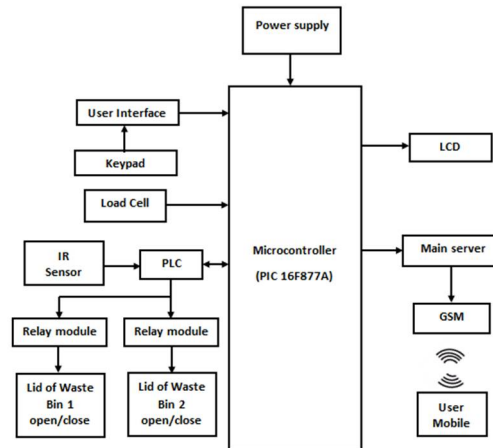 Power supply
User Interface
Keypad
LCD
Load Cell
Microcontroller
(PIC 16F877A)
IR
Sensor
PLC
Main server
Relay module
Relay module
GSM
Lid of Waste
Bin 1
open/close
Lid of Waste
Bin 2
open/close
User
Mobile